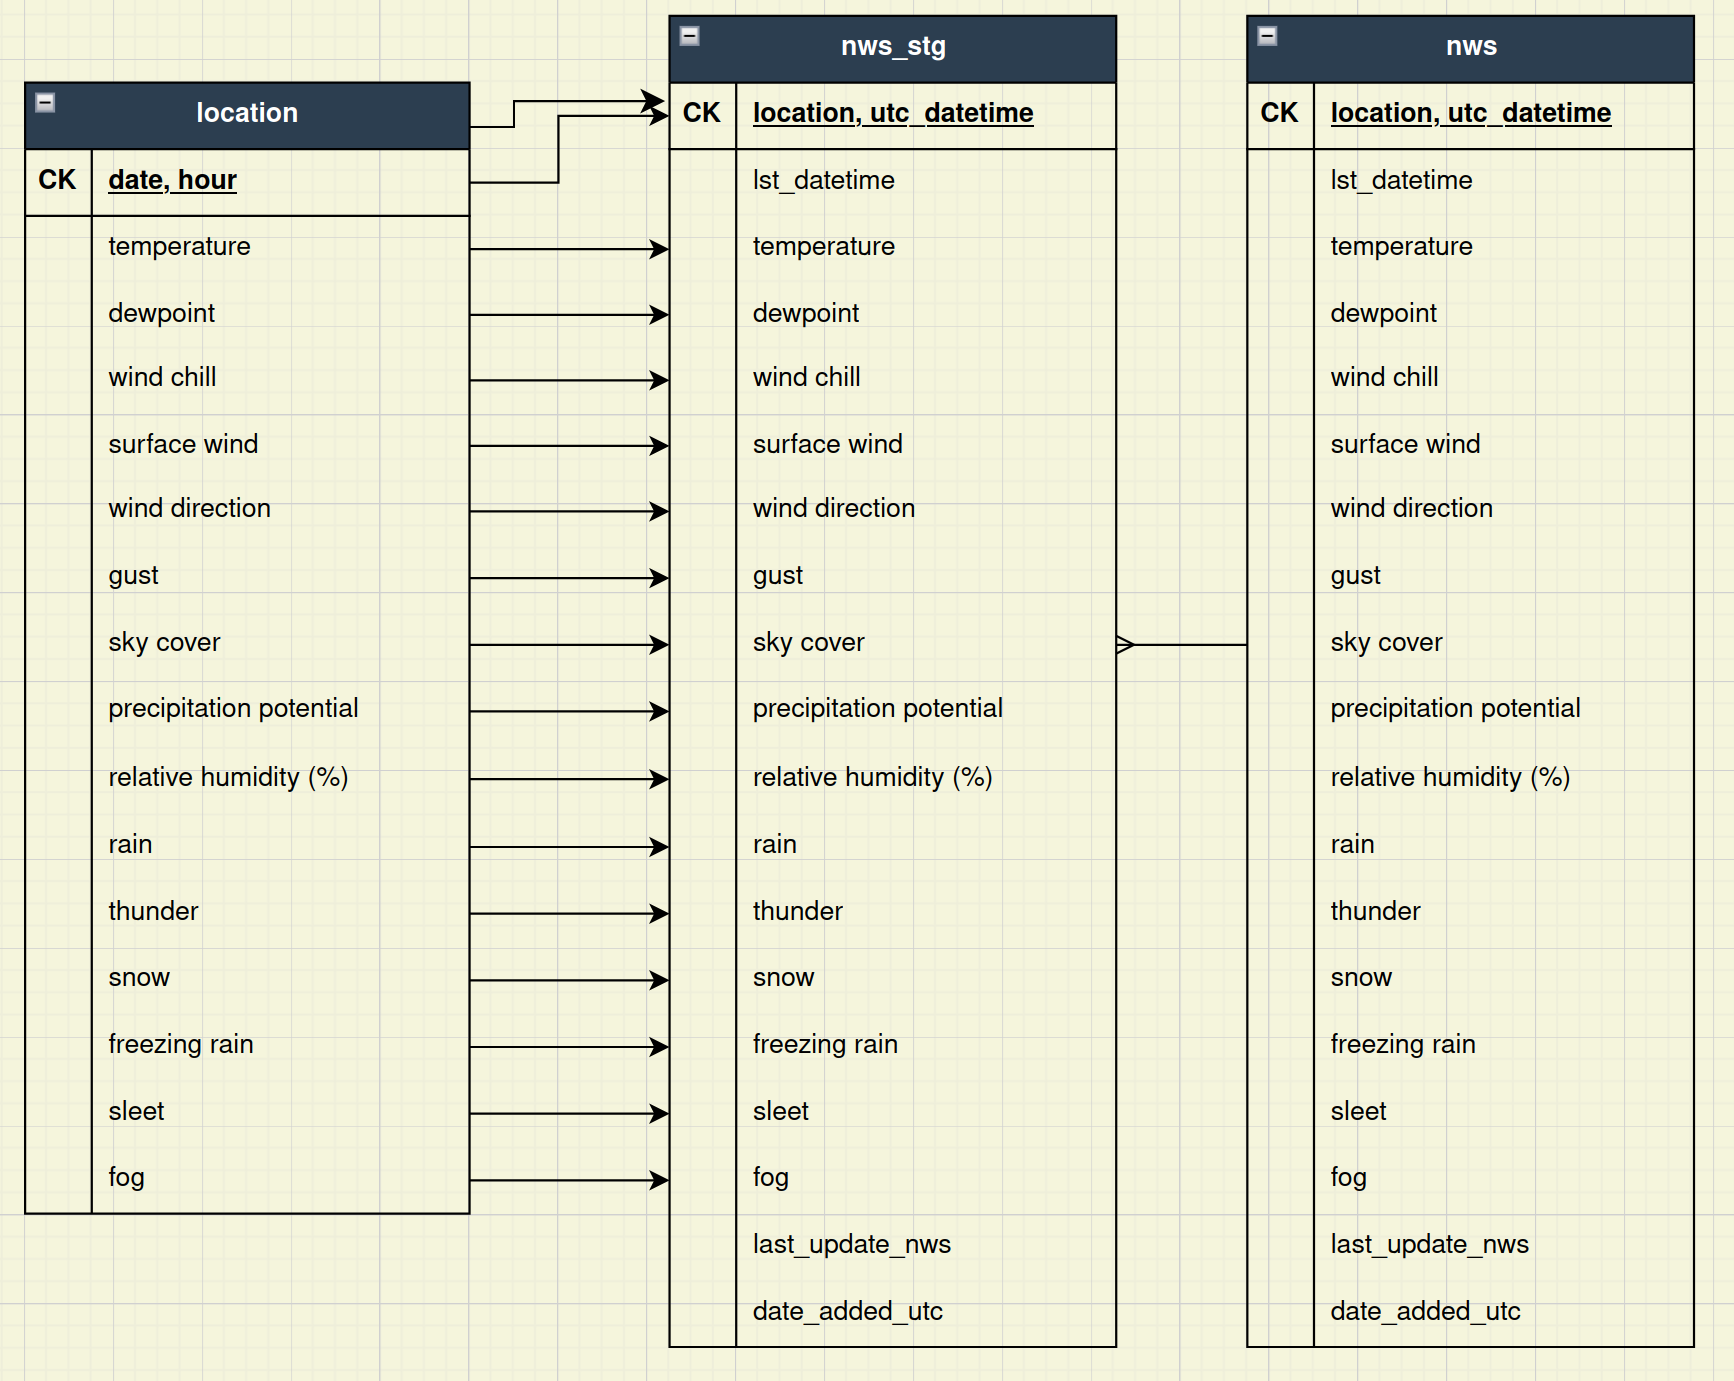 location
CK date, hour
temperature
dewpoint
wind chill
surface wind
wind direction
gust
sky cover
precipitation potential
relative humidity (%)
rain
thunder
snow
freezing rain
sleet
fog
nws_stg
CK location, utc_datetime
lst_datetime
temperature
dewpoint
wind chill
surface wind
wind direction
gust
sky cover
precipitation potential
relative humidity (%)
rain
thunder
snow
freezing rain
sleet
fog
last_update_nws
date_added_utc
nws
CK location, utc_datetime
lst_datetime
temperature
dewpoint
wind chill
surface wind
wind direction
gust
sky cover
precipitation potential
relative humidity (%)
rain
thunder
snow
freezing rain
sleet
fog
last_update_nws
date_added_utc